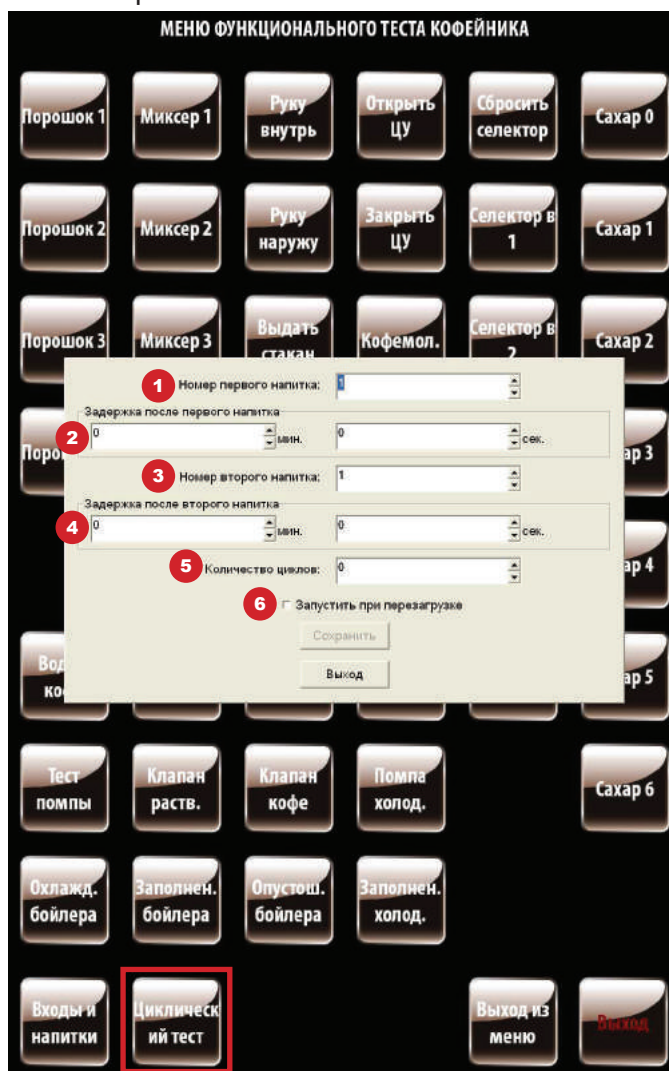 МЕНЮ ФУНКЦИОНАЛЬНОГО ТЕСТА КОФЕЙНИКА
Порошок 1
Миксер 1
Руку
внутрь
Открыть
ЦУ
Сбросить
селектор
Сахар 0
Порошок 2
Миксер 2
Руку
наружу
Закрыть
ЦУ
Селектор в
1
Сахар 1
Порошок 3
Миксер 3
Выдать
стакан
Кофемол.
Селектор в
2
Сахар 2
1
Номер первого напитка:
1
Задержка после первого напитка
2
0
мин.
0
сек.
Поро
ар 3
3
Номер второго напитка:
1
Задержка после второго напитка
4
0
мин.
0
сек.
5
Количество циклов:
0
ар 4
6
Запустить при перезагрузке
Сохранить
Выход
Вод
ко
ар 5
Тест
помпы
Клапан
раств.
Клапан
кофе
Помпа
холод.
Сахар 6
Охлажд.
бойлера
Заполнен.
бойлера
Опустош.
бойлера
Заполнен.
холод.
Входы и
напитки
Циклическ
ий тест
Выход из
меню
Выход